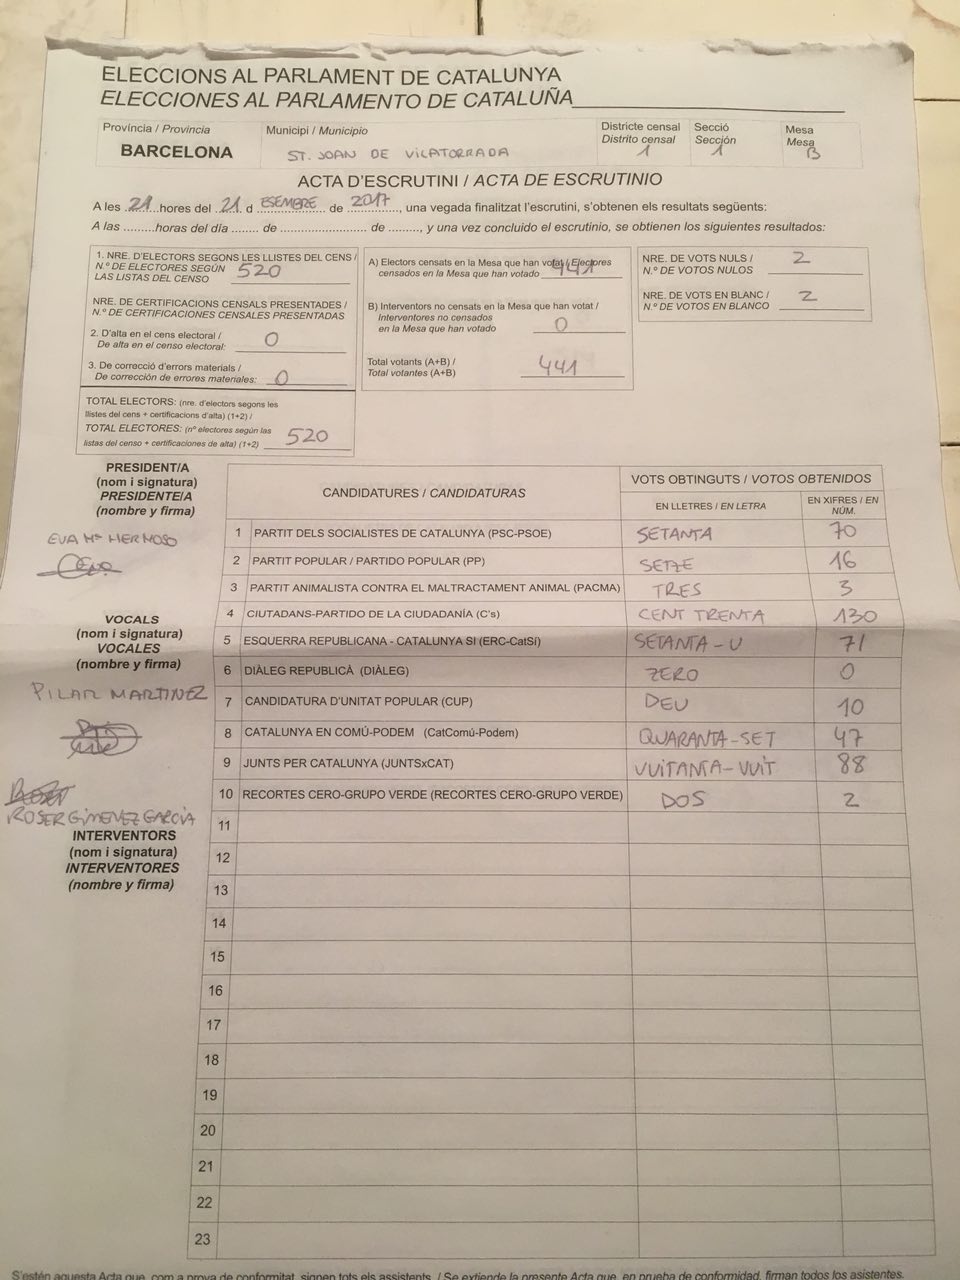 ELECCIONS AL PARLAMENT DE CATALUNYA
ELECCIONES AL PARLAMENTO DE CATALUÑA
Província / Provincia
BARCELONA
Municipi / Municipio
ST. JOAN DE VILATORRADA
Districte censal
Distrito censal
1
Secció
Sección
1
Mesa
Mesa
B
ACTA D'ESCRUTINI / ACTA DE ESCRUTINIO
A les 21 hores del 21 d ESEMBRE de 2017, una vegada finalitzat l'escrutini, s'obtenen els resultats següents:
A las .........horas del día ........ de .......................... de ........., y una vez concluido el escrutinio, se obtienen los siguientes resultados:
1. NRE. D'ELECTORS SEGONS LES LLISTES DEL CENS /
N.º DE ELECTORES SEGÚN
LAS LISTAS DEL CENSO 520
NRE. DE CERTIFICACIONS CENSALS PRESENTADES /
N.º DE CERTIFICACIONES CENSALES PRESENTADAS
2. D'alta en el cens electoral /
De alta en el censo electoral: 0
3. De correcció d'errors materials /
De corrección de errores materiales: 0
TOTAL ELECTORS: (nre. d'electors segons les
llistes del cens + certificacions d'alta) (1+2) /
TOTAL ELECTORES: (nº electores según las
listas del censo + certificaciones de alta) (1+2) 520
A) Electors censats en la Mesa que han votat / Electores
censados en la Mesa que han votado 441
B) Interventors no censats en la Mesa que han votat /
Interventores no censados
en la Mesa que han votado 0
Total votants (A+B) /
Total votantes (A+B) 441
NRE. DE VOTS NULS /
N.º DE VOTOS NULOS 2
NRE. DE VOTS EN BLANC /
N.º DE VOTOS EN BLANCO 2
PRESIDENT/A
(nom i signatura)
PRESIDENTE/A
(nombre y firma)
EVA Mª HERMOSO
VOCALS
(nom i signatura)
VOCALES
(nombre y firma)
PILAR MARTINEZ
ROSER GIMENEZ GARCIA
INTERVENTORS
(nom i signatura)
INTERVENTORES
(nombre y firma)
CANDIDATURES / CANDIDATURAS
VOTS OBTINGUTS / VOTOS OBTENIDOS
EN LLETRES / EN LETRA
EN XIFRES / EN
NÚM.
1 PARTIT DELS SOCIALISTES DE CATALUNYA (PSC-PSOE) SETANTA 70
2 PARTIT POPULAR / PARTIDO POPULAR (PP) SETZE 16
3 PARTIT ANIMALISTA CONTRA EL MALTRACTAMENT ANIMAL (PACMA) TRES 3
4 CIUTADANS-PARTIDO DE LA CIUDADANÍA (C's) CENT TRENTA 130
5 ESQUERRA REPUBLICANA - CATALUNYA SÍ (ERC-CatSí) SETANTA-U 71
6 DIÀLEG REPUBLICÀ (DIÀLEG) ZERO 0
7 CANDIDATURA D'UNITAT POPULAR (CUP) DEU 10
8 CATALUNYA EN COMÚ-PODEM (CatComú-Podem) QUARANTA-SET 47
9 JUNTS PER CATALUNYA (JUNTSxCAT) VUITANTA-VUIT 88
10 RECORTES CERO-GRUPO VERDE (RECORTES CERO-GRUPO VERDE) DOS 2
11
12
13
14
15
16
17
18
19
20
21
22
23
S'estén aquesta Acta que, com a prova de conformitat, signen tots els assistents. / Se extiende la presente Acta que, en prueba de conformidad, firman todos los asistentes.